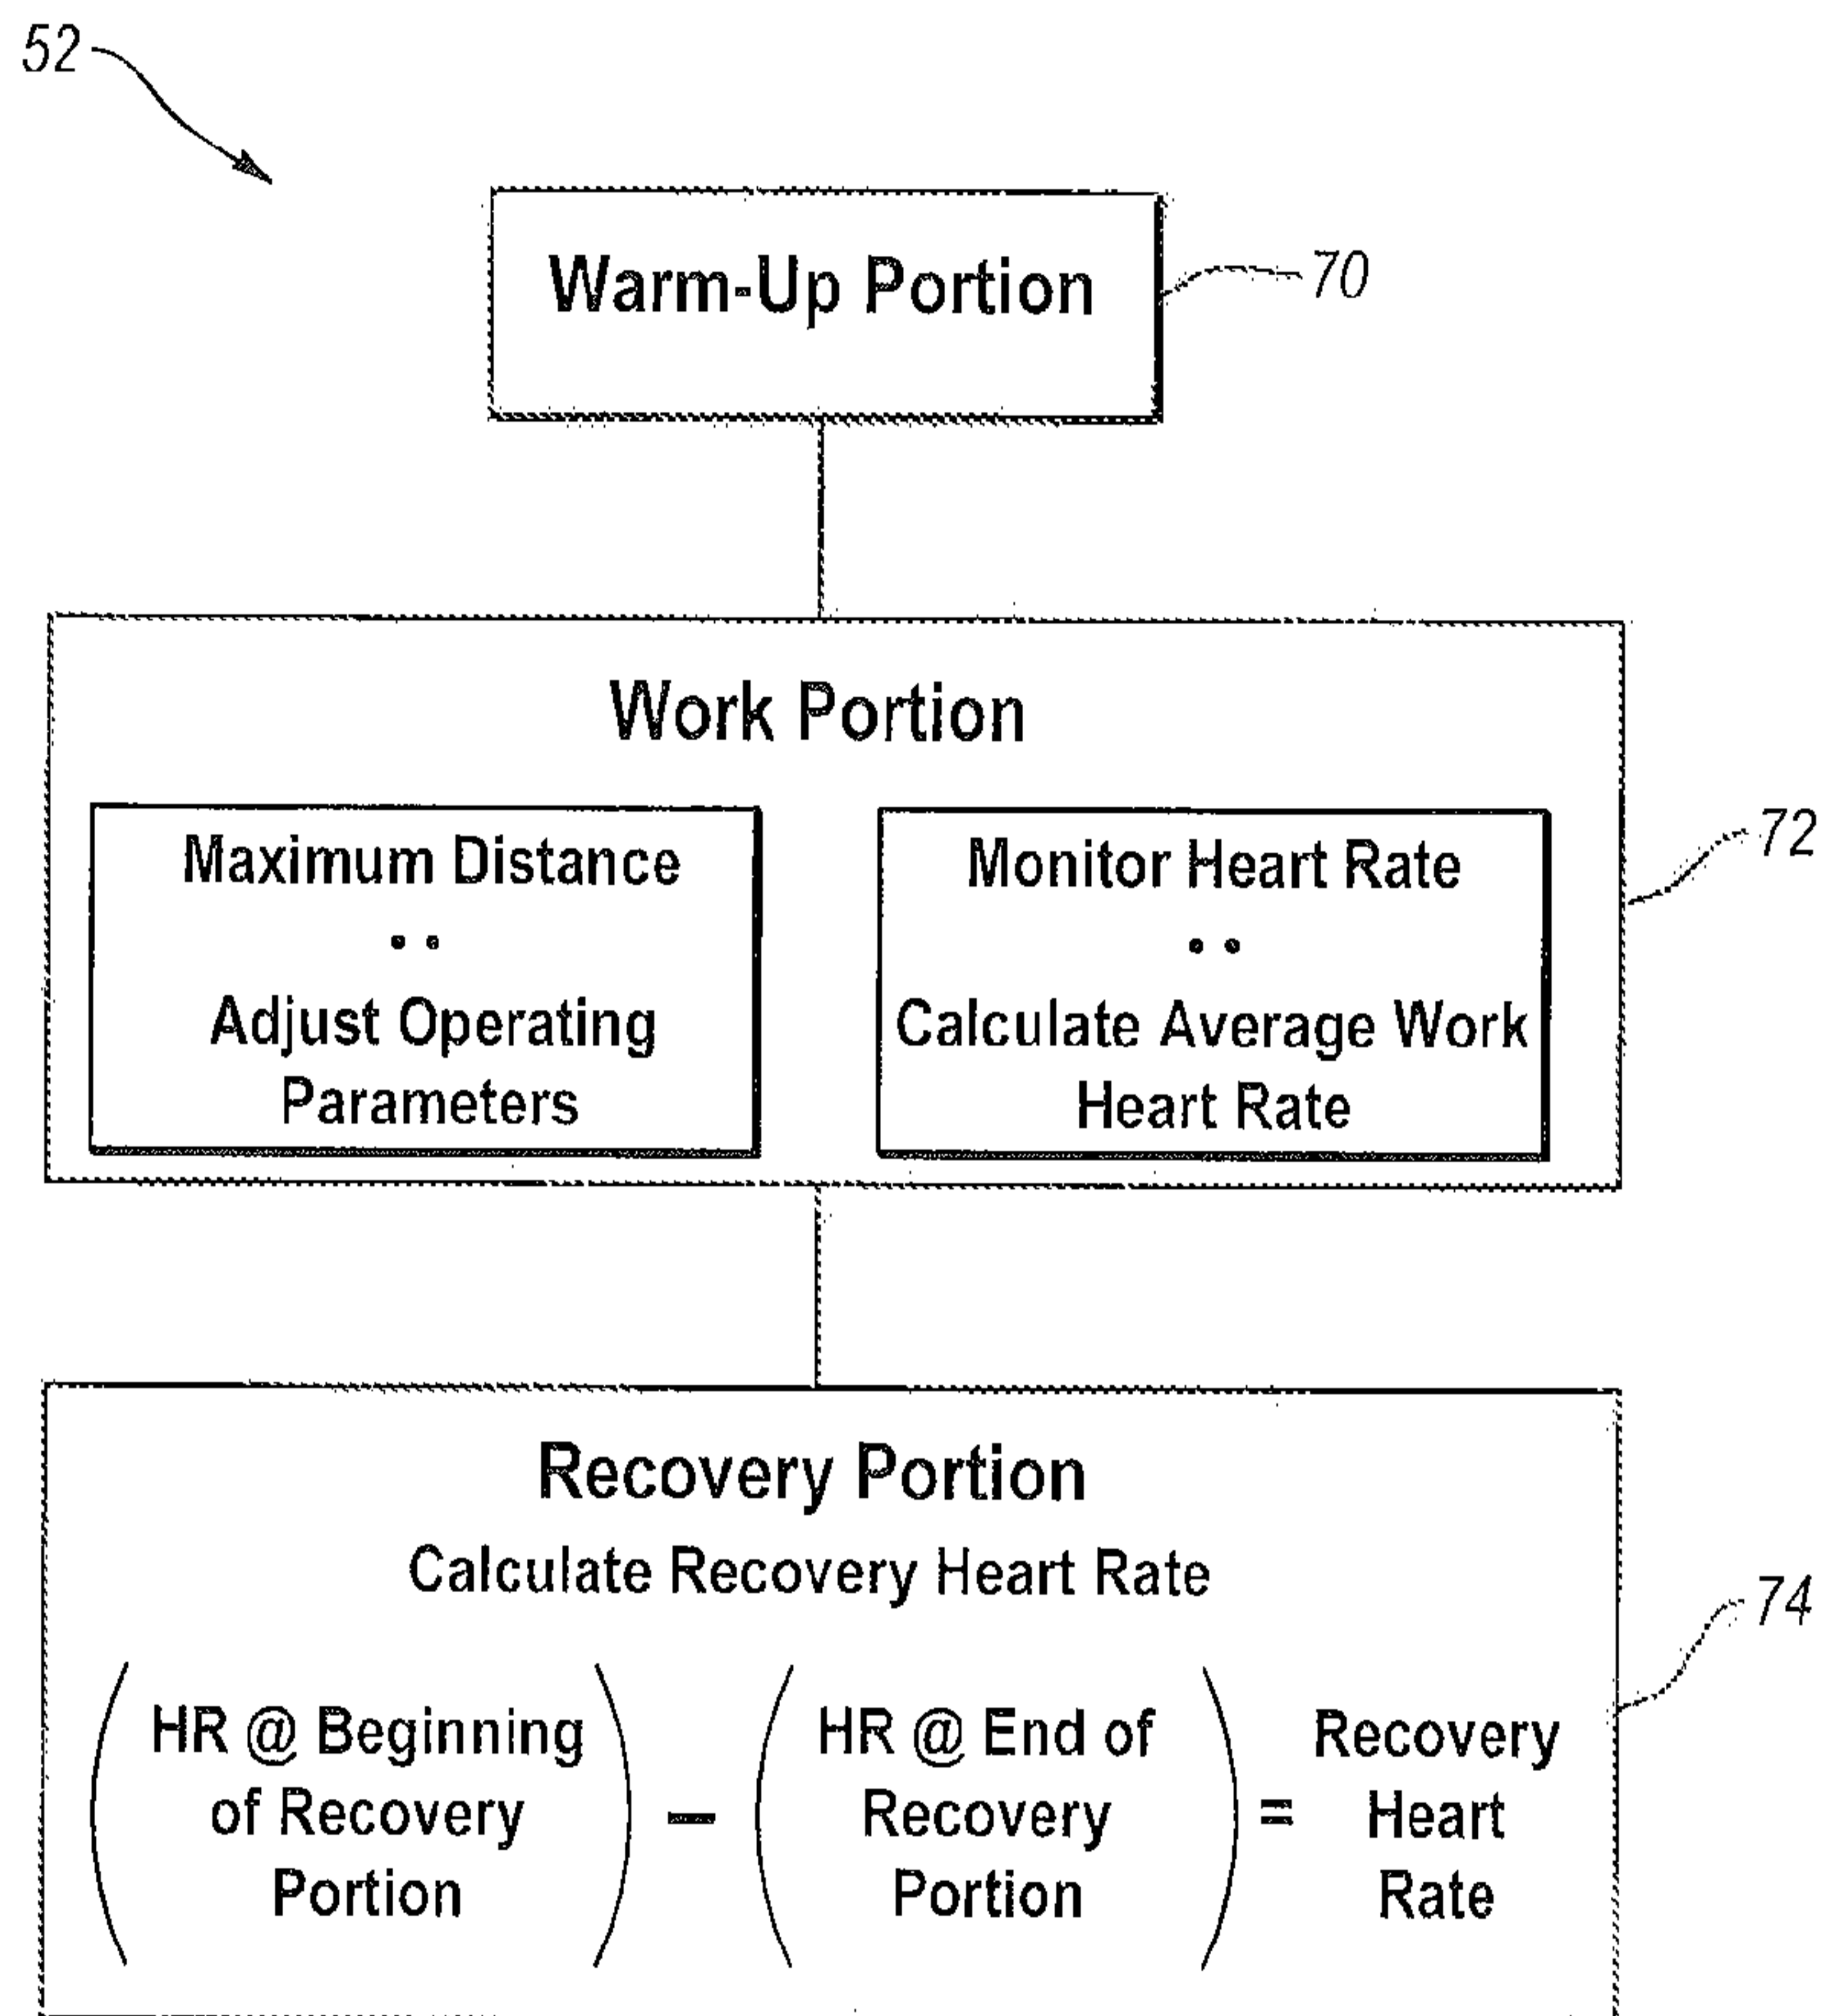 52
Warm-Up Portion
70
Work Portion
Maximum Distance
..
Adjust Operating
Parameters
Monitor Heart Rate
..
Calculate Average Work
Heart Rate
72
Recovery Portion
Calculate Recovery Heart Rate
74
(HR @ Beginning
of Recovery
Portion)
−
(HR @ End of
Recovery
Portion)
=
Recovery
Heart
Rate